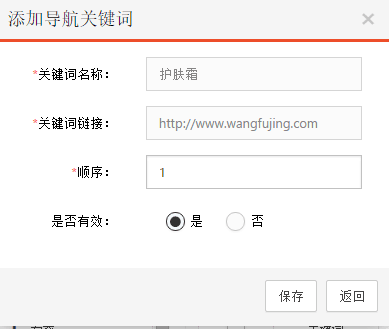 添加导航关键词 ×
*关键词名称： 护肤霜
*关键词链接： http://www.wangfujing.com
*顺序： 1
是否有效： 是 否
保存 返回